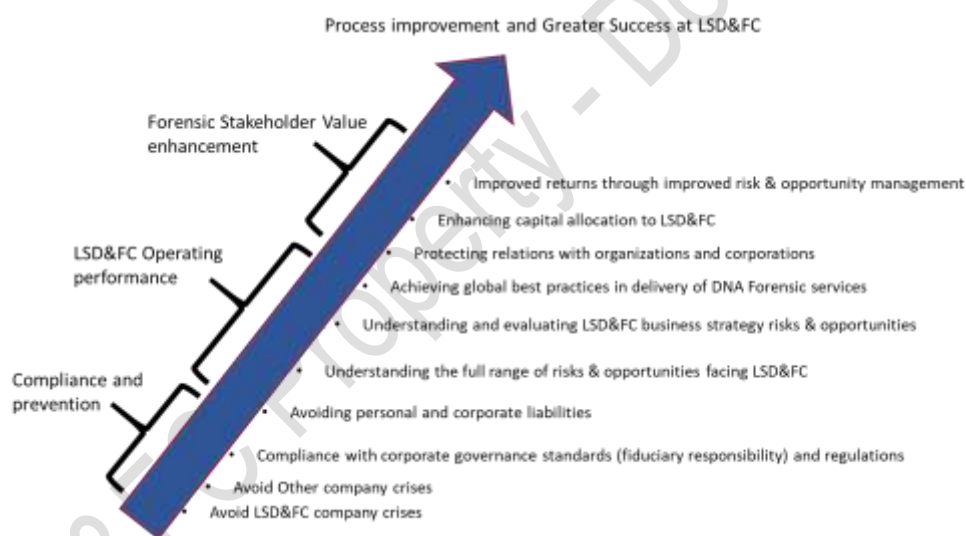 Process improvement and Greater Success at LSD&FC
Forensic Stakeholder Value
enhancement
LSD&FC Operating
performance
Compliance and
prevention
• Improved returns through improved risk & opportunity management
• Enhancing capital allocation to LSD&FC
• Protecting relations with organizations and corporations
• Achieving global best practices in delivery of DNA Forensic services
• Understanding and evaluating LSD&FC business strategy risks & opportunities
• Understanding the full range of risks & opportunities facing LSD&FC
• Avoiding personal and corporate liabilities
• Compliance with corporate governance standards (fiduciary responsibility) and regulations
• Avoid Other company crises
• Avoid LSD&FC company crises
Property -